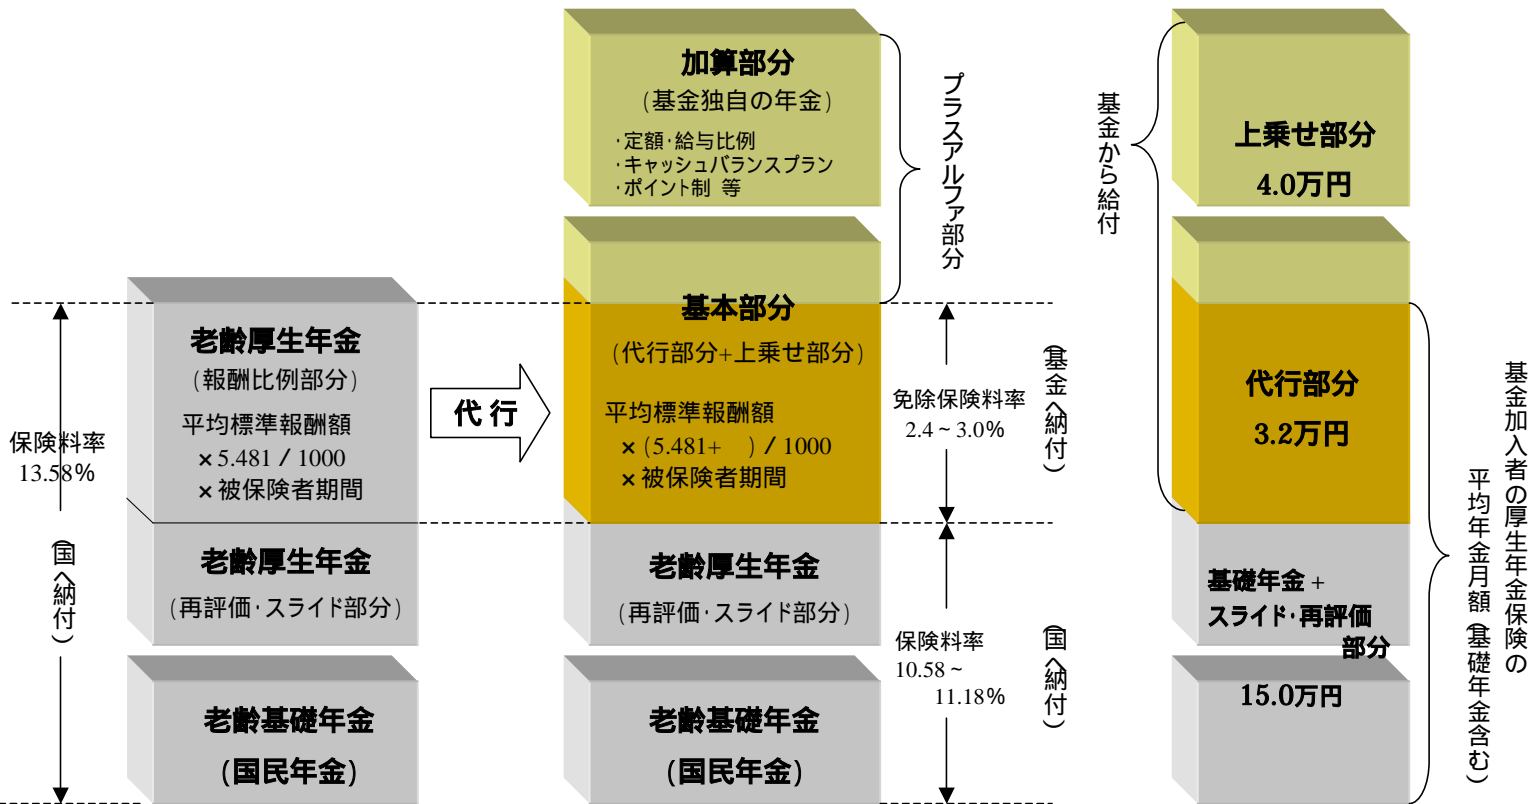 保険料率
13.58%
(国へ納付)
老齢厚生年金
(報酬比例部分)
平均標準報酬額
×5.481/1000
×被保険者期間
老齢厚生年金
(再評価・スライド部分)
老齢基礎年金
(国民年金)
代行
加算部分
(基金独自の年金)
・定額・給与比例
・キャッシュバランスプラン
・ポイント制 等
プラスアルファ部分
基本部分
(代行部分+上乗せ部分)
平均標準報酬額
×(5.481+ )/1000
×被保険者期間
老齢厚生年金
(再評価・スライド部分)
老齢基礎年金
(国民年金)
免除保険料率
2.4~3.0%
(基金へ納付)
保険料率
10.58~
11.18%
(国へ納付)
基金から給付
上乗せ部分
4.0万円
代行部分
3.2万円
基礎年金+
スライド・再評価
部分
15.0万円
基金加入者の厚生年金保険の
平均年金月額(基礎年金含む)